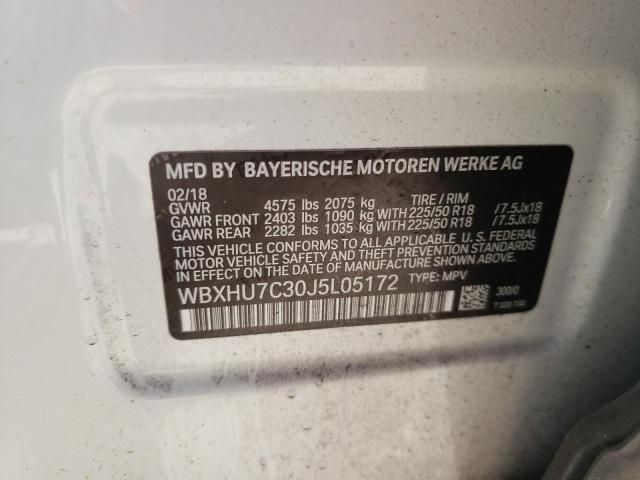 MFD BY BAYERISCHE MOTOREN WERKE AG
02/18 TIRE / RIM
GVWR 4575 lbs 2075 kg
GAWR FRONT 2403 lbs 1090 kg WITH 225/50 R18 / 7.5Jx18
GAWR REAR 2282 lbs 1035 kg WITH 225/50 R18 / 7.5Jx18
THIS VEHICLE CONFORMS TO ALL APPLICABLE U. S. FEDERAL
MOTOR VEHICLE SAFETY AND THEFT PREVENTION STANDARDS
IN EFFECT ON THE DATE OF MANUFACTURE SHOWN ABOVE.
WBXHU7C30J5L05172 TYPE: MPV
300/0